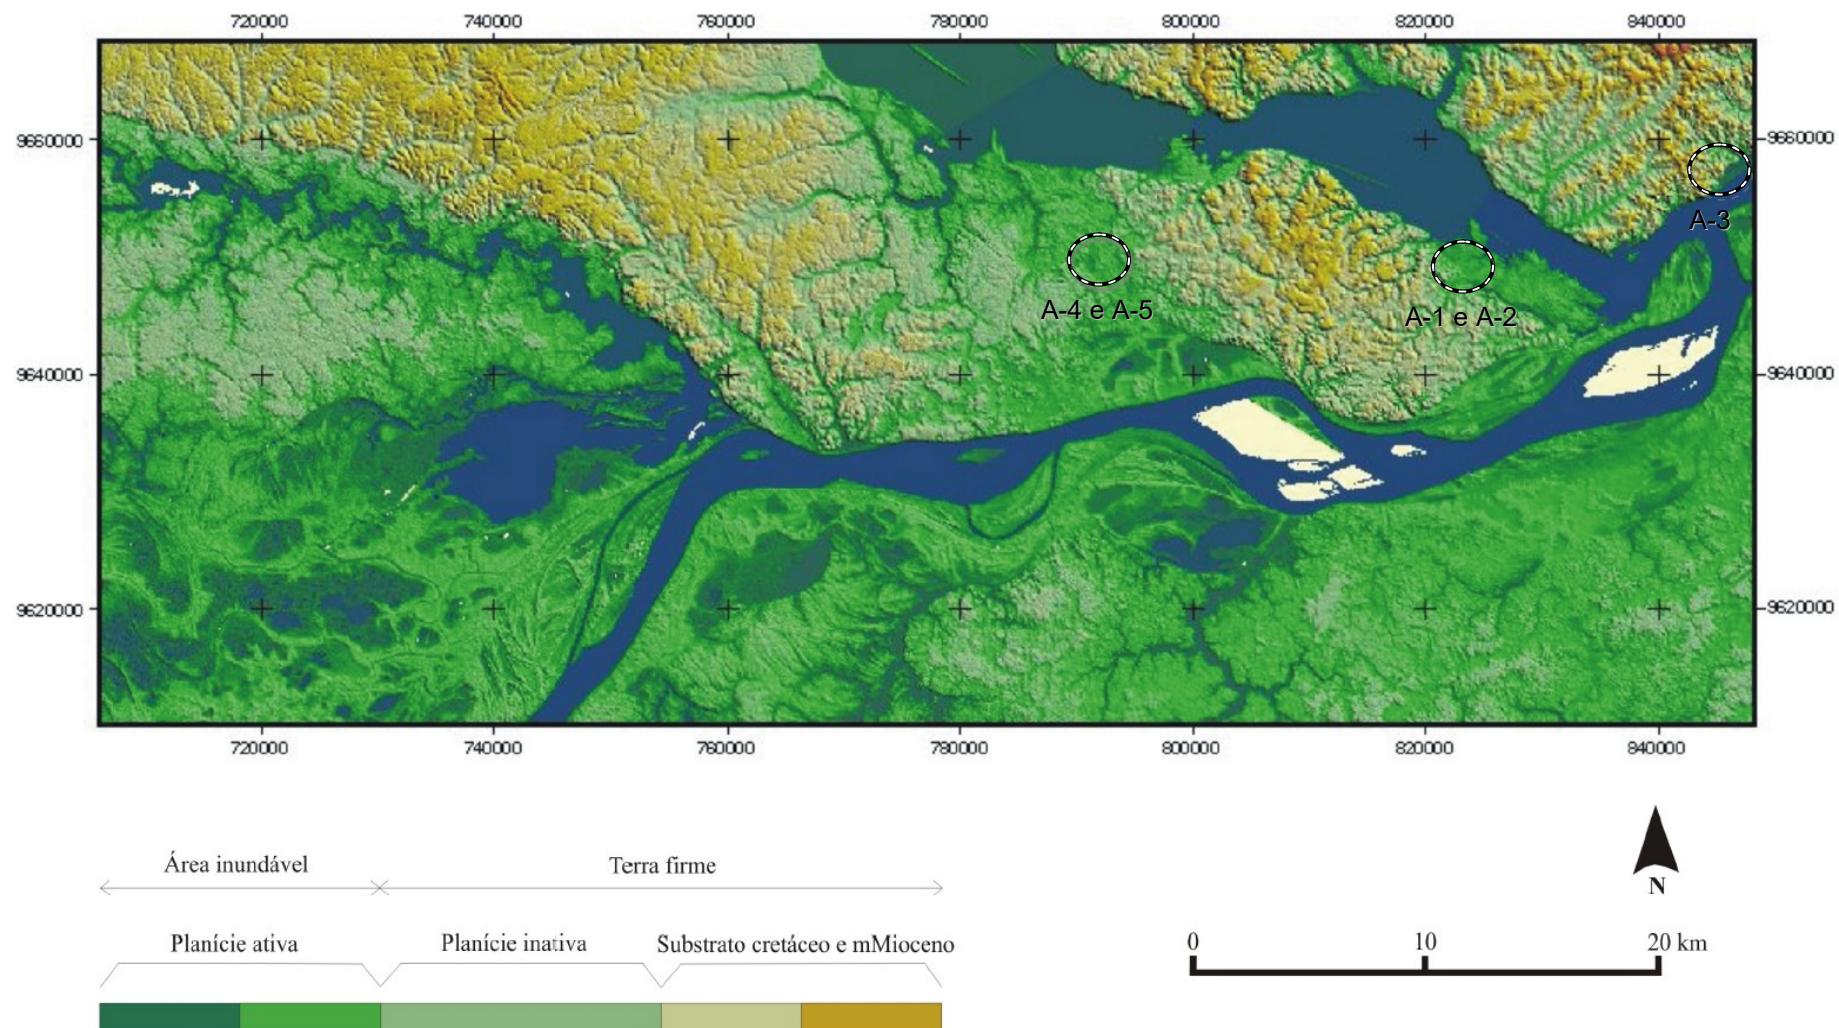 720000 740000 760000 780000 800000 820000 840000
9660000 9660000
A-3
A-4 e A-5
A-1 e A-2
9640000 9640000
9620000 9620000
720000 740000 760000 780000 800000 820000 840000
Área inundável Terra firme
N
Planície ativa Planície inativa Substrato cretáceo e mMioceno
0 10 20 km